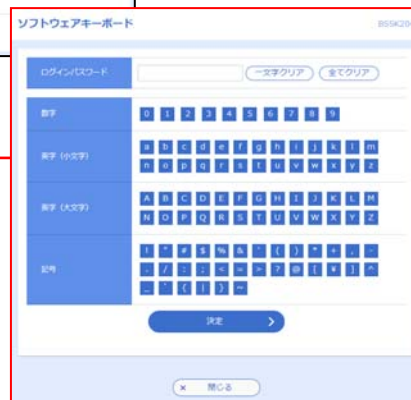 ソフトウェアキーボード
BSSK20
ログインパスワード
一文字クリア 全てクリア
数字
0 1 2 3 4 5 6 7 8 9
英字（小文字）
a b c d e f g h i j k l m
n o p q r s t u v w x y z
英字（大文字）
A B C D E F G H I J K L M
N O P Q R S T U V W X Y Z
記号
! " # $ % & ' ( ) * + , -
. / : ; < = > ? @ [ ¥ ] ^
_ ` { | } ~
決定
× 閉じる